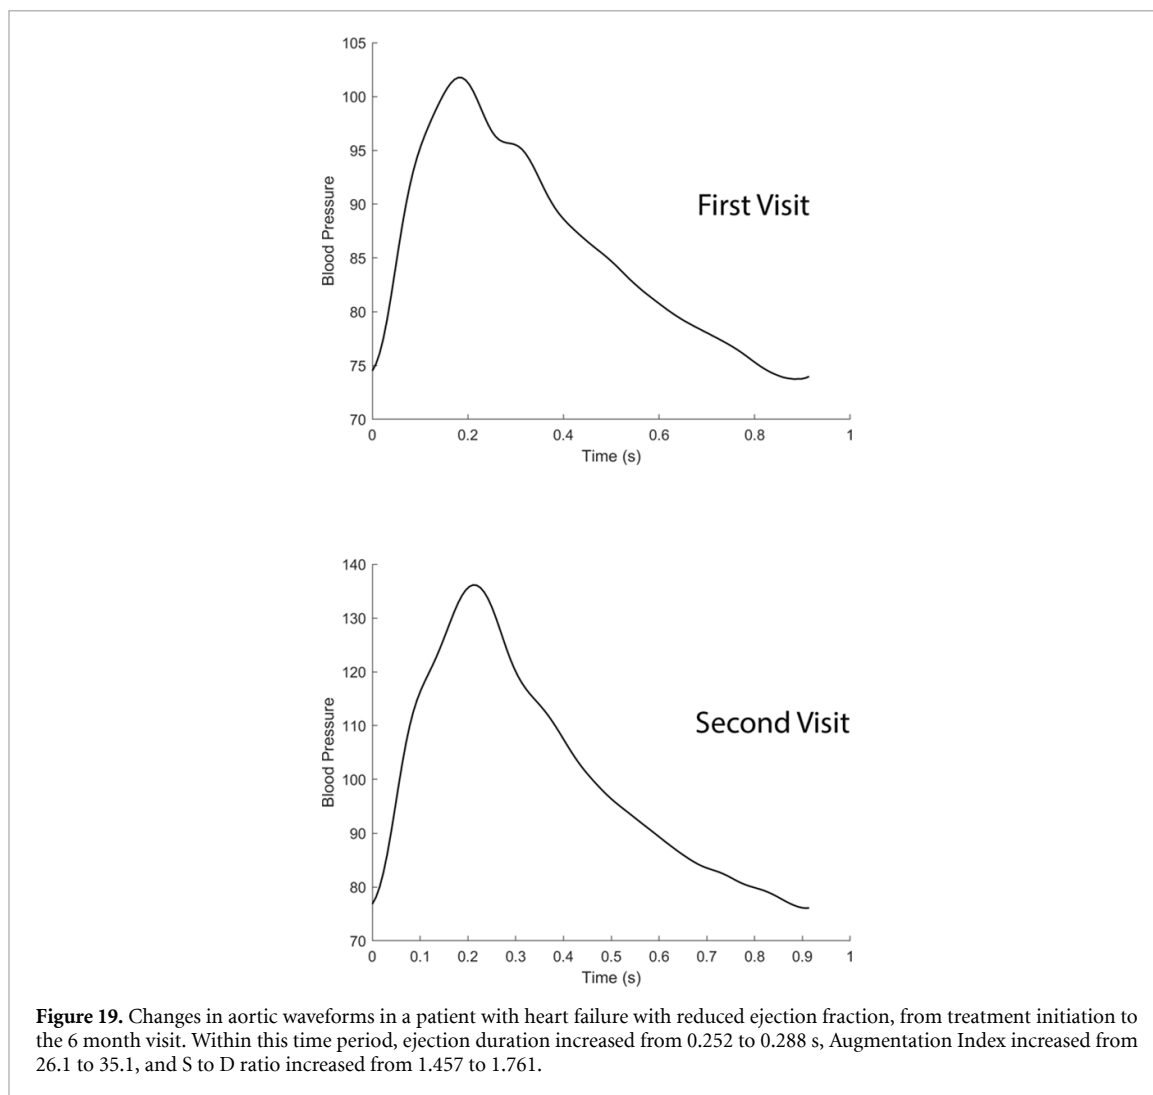 105
100
95
90
85
80
75
70
Blood Pressure
First Visit
0 0.2 0.4 0.6 0.8 1
Time (s)
140
130
120
110
100
90
80
70
Blood Pressure
Second Visit
0 0.1 0.2 0.3 0.4 0.5 0.6 0.7 0.8 0.9 1
Time (s)
Figure 19. Changes in aortic waveforms in a patient with heart failure with reduced ejection fraction, from treatment initiation to
the 6 month visit. Within this time period, ejection duration increased from 0.252 to 0.288 s, Augmentation Index increased from
26.1 to 35.1, and S to D ratio increased from 1.457 to 1.761.